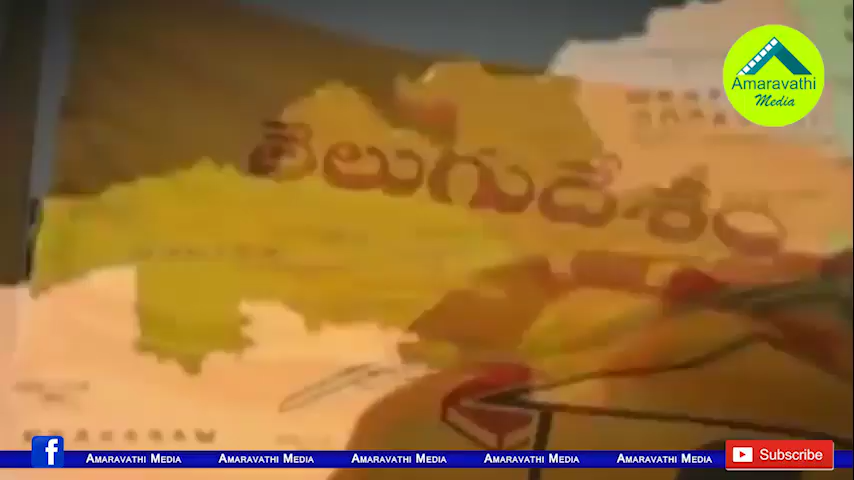 Amaravathi
Media
తెలుగుదేశం
AMARAVATHI MEDIA AMARAVATHI MEDIA AMARAVATHI MEDIA AMARAVATHI MEDIA AMARAVATHI MEDIA Subscribe